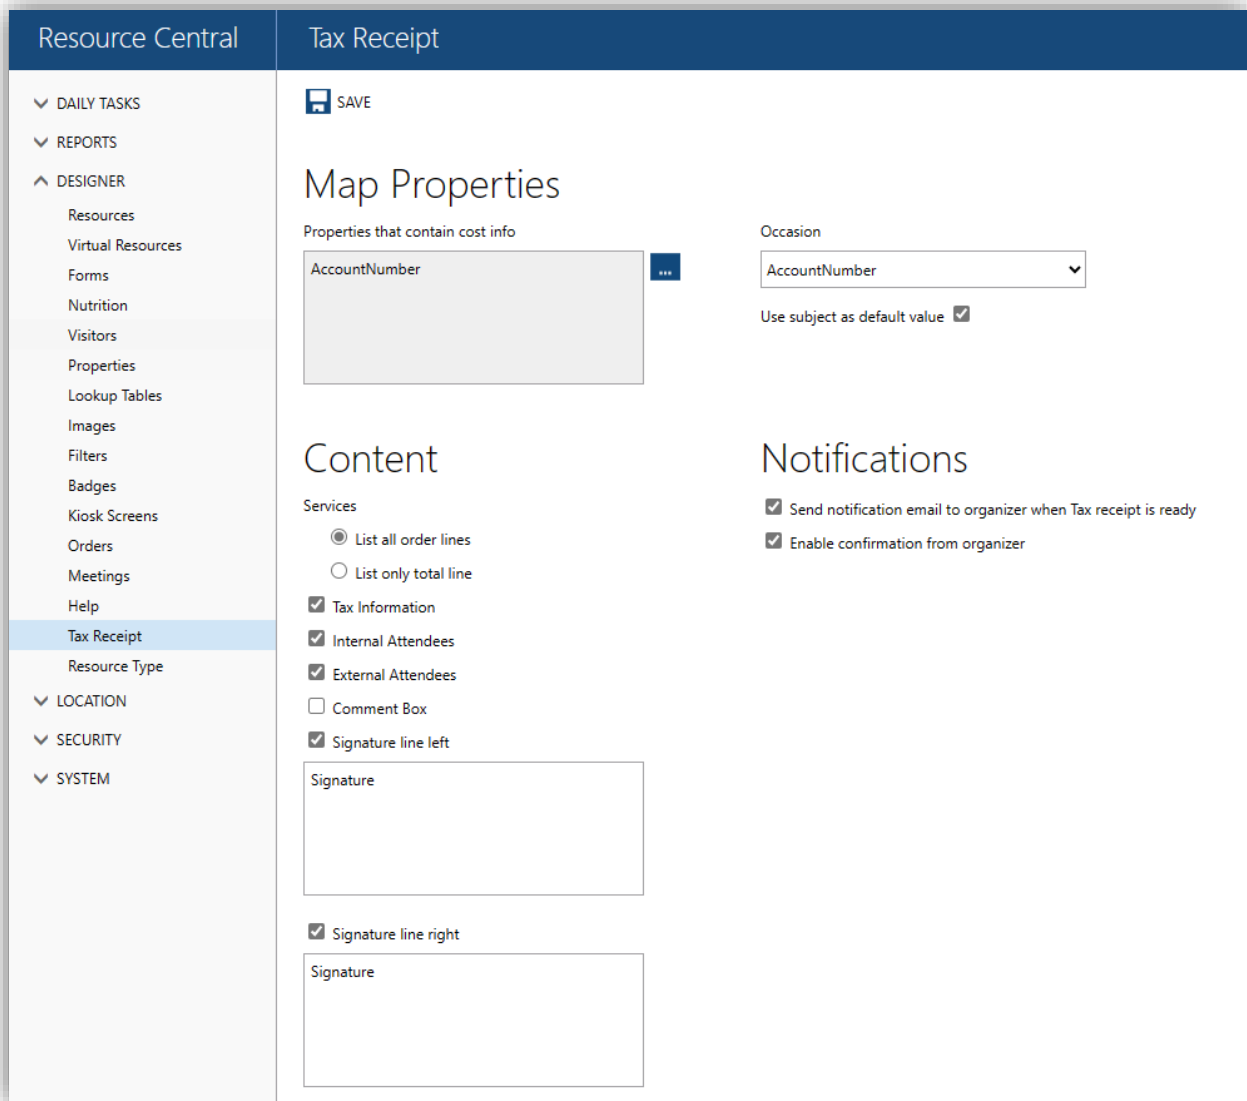 Resource Central
Tax Receipt
DAILY TASKS
REPORTS
DESIGNER
Resources
Virtual Resources
Forms
Nutrition
Visitors
Properties
Lookup Tables
Images
Filters
Badges
Kiosk Screens
Orders
Meetings
Help
Tax Receipt
Resource Type
LOCATION
SECURITY
SYSTEM
SAVE
Map Properties
Properties that contain cost info
AccountNumber
...
Occasion
AccountNumber
Use subject as default value
Content
Services
List all order lines
List only total line
Tax Information
Internal Attendees
External Attendees
Comment Box
Signature line left
Signature
Signature line right
Signature
Notifications
Send notification email to organizer when Tax receipt is ready
Enable confirmation from organizer